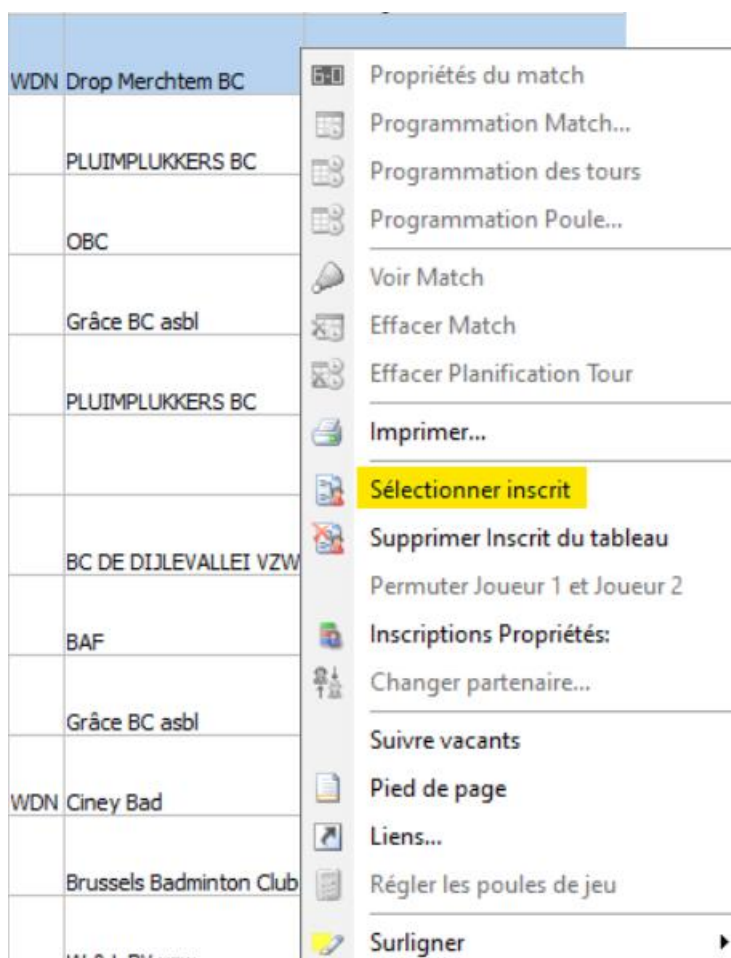 WDN Drop Merchtem BC
PLUIMPLUKKERS BC
OBC
Grâce BC asbl
PLUIMPLUKKERS BC
BC DE DIJLEVALLEI VZW
BAF
Grâce BC asbl
WDN Ciney Bad
Brussels Badminton Club
6-0 Propriétés du match
Programmation Match...
Programmation des tours
Programmation Poule...
Voir Match
Effacer Match
Effacer Planification Tour
Imprimer...
Sélectionner inscrit
Supprimer Inscrit du tableau
Permuter Joueur 1 et Joueur 2
Inscriptions Propriétés:
Changer partenaire...
Suivre vacants
Pied de page
Liens...
Régler les poules de jeu
Surligner